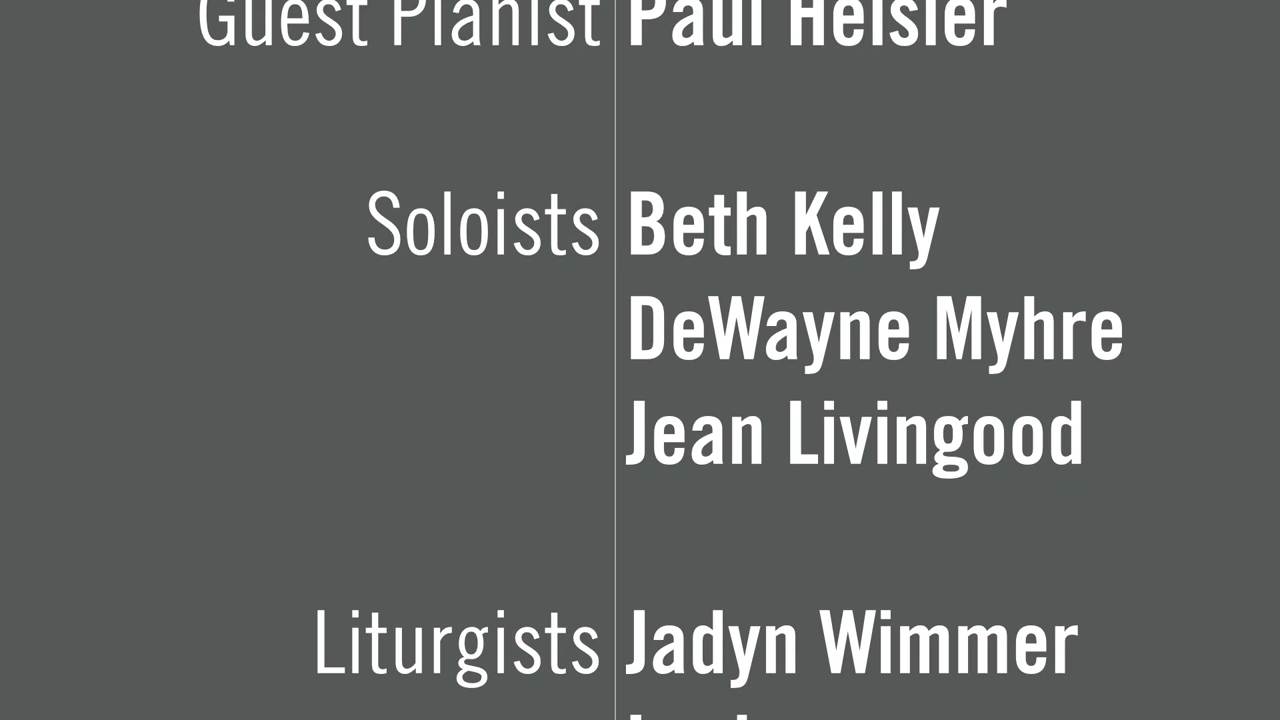 Guest Pianist Paul Heisler
Soloists Beth Kelly
DeWayne Myhre
Jean Livingood
Liturgists Jadyn Wimmer